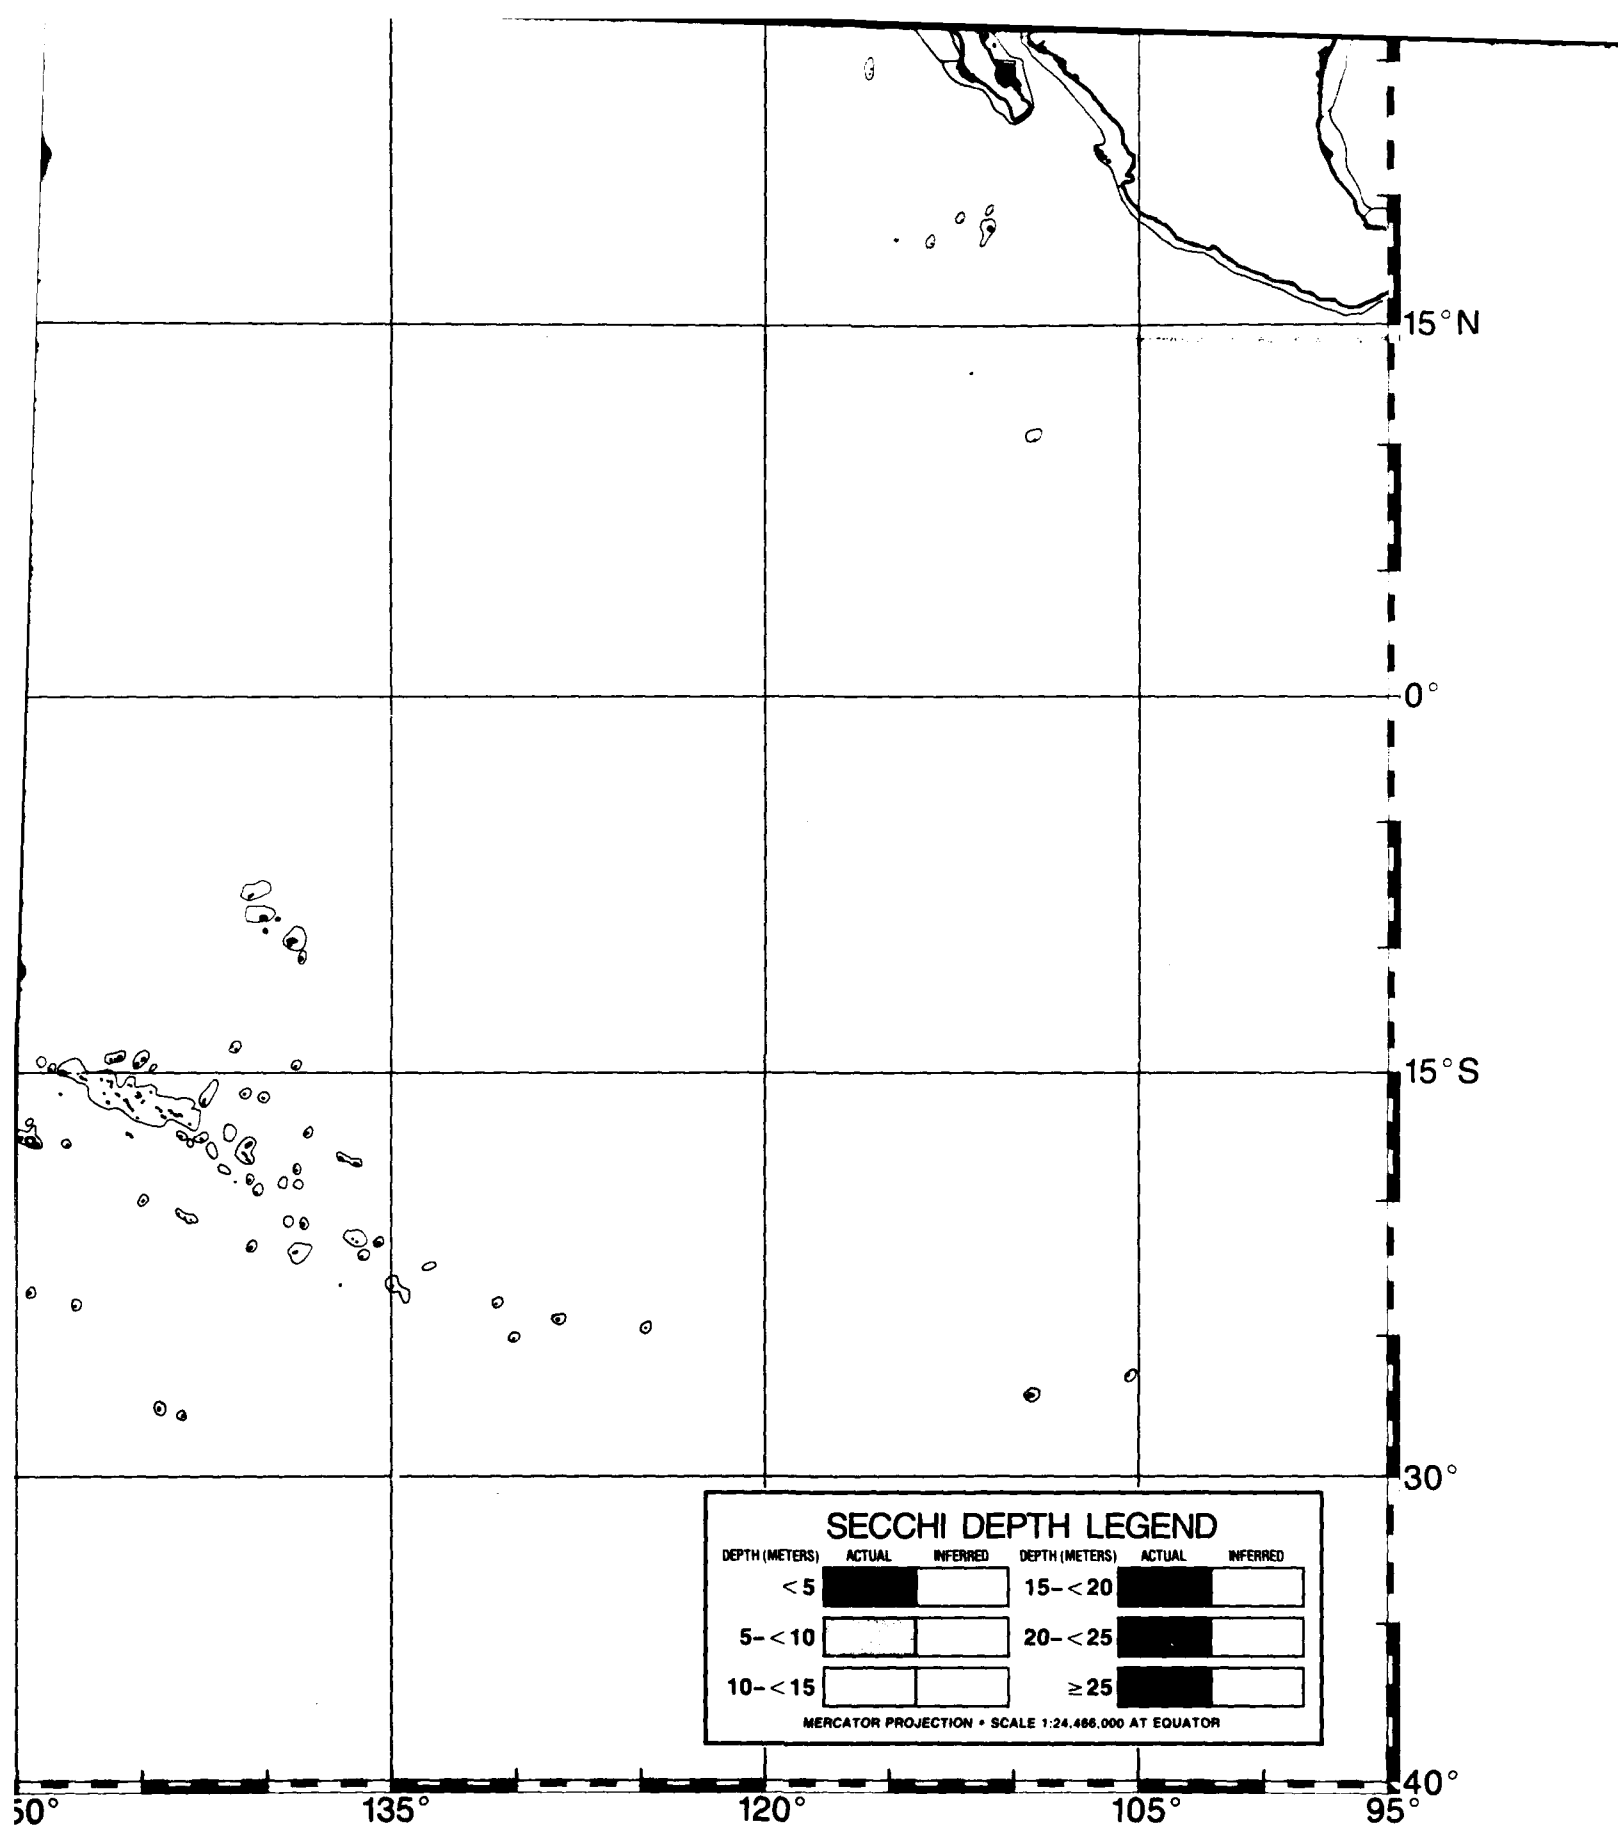 15°N
0°
15°S
30°
SECCHI DEPTH LEGEND
DEPTH (METERS) ACTUAL INFERRED DEPTH (METERS) ACTUAL INFERRED
<5 15-<20
5-<10 20-<25
10-<15 ≥25
MERCATOR PROJECTION • SCALE 1:24,466,000 AT EQUATOR
40°
50° 135° 120° 105° 95°